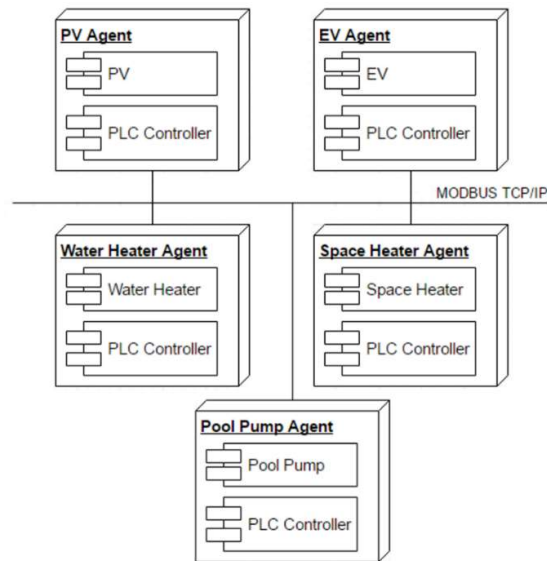 PV Agent
PV
PLC Controller
EV Agent
EV
PLC Controller
MODBUS TCP/IP
Water Heater Agent
Water Heater
PLC Controller
Space Heater Agent
Space Heater
PLC Controller
Pool Pump Agent
Pool Pump
PLC Controller